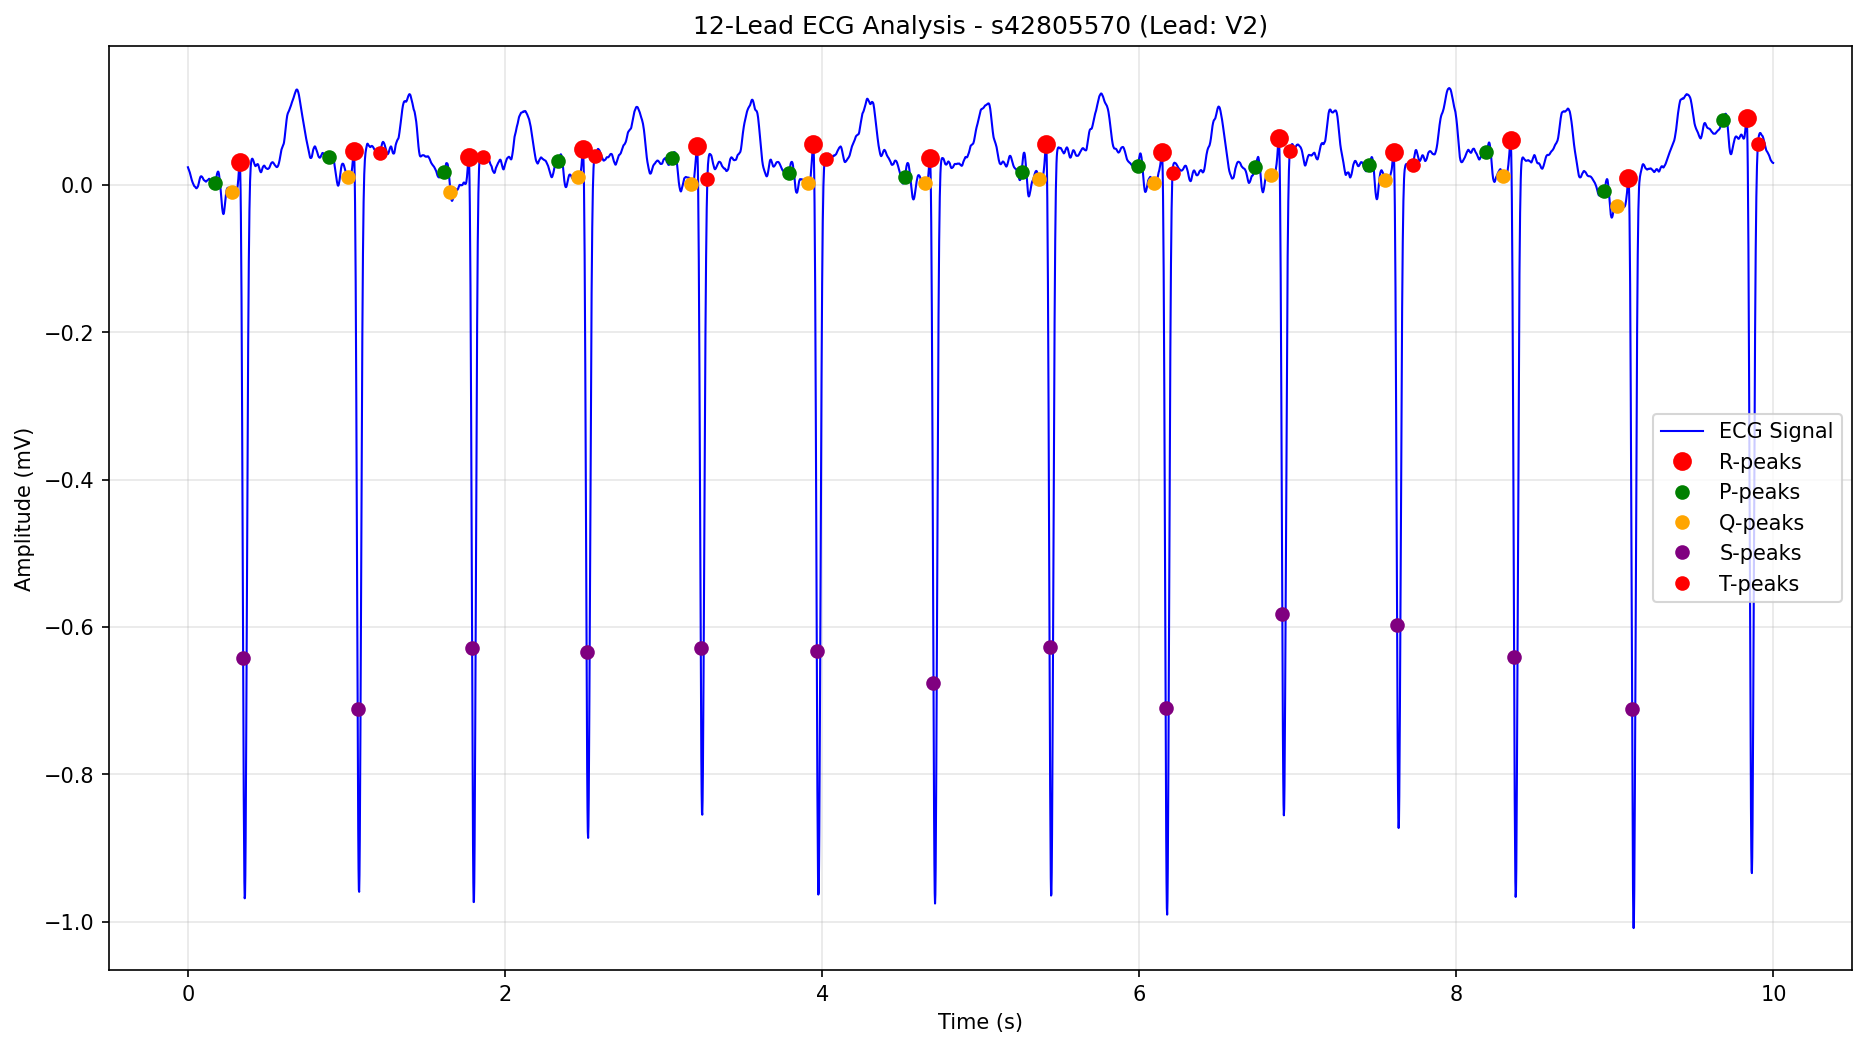 12-Lead ECG Analysis - s42805570 (Lead: V2)
Amplitude (mV)
0.0
−0.2
−0.4
−0.6
−0.8
−1.0
ECG Signal
R-peaks
P-peaks
Q-peaks
S-peaks
T-peaks
0 2 4 6 8 10
Time (s)